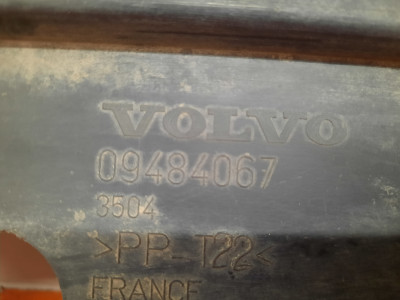 VOLVO
09484067
3504
>PP-T22<
FRANCE